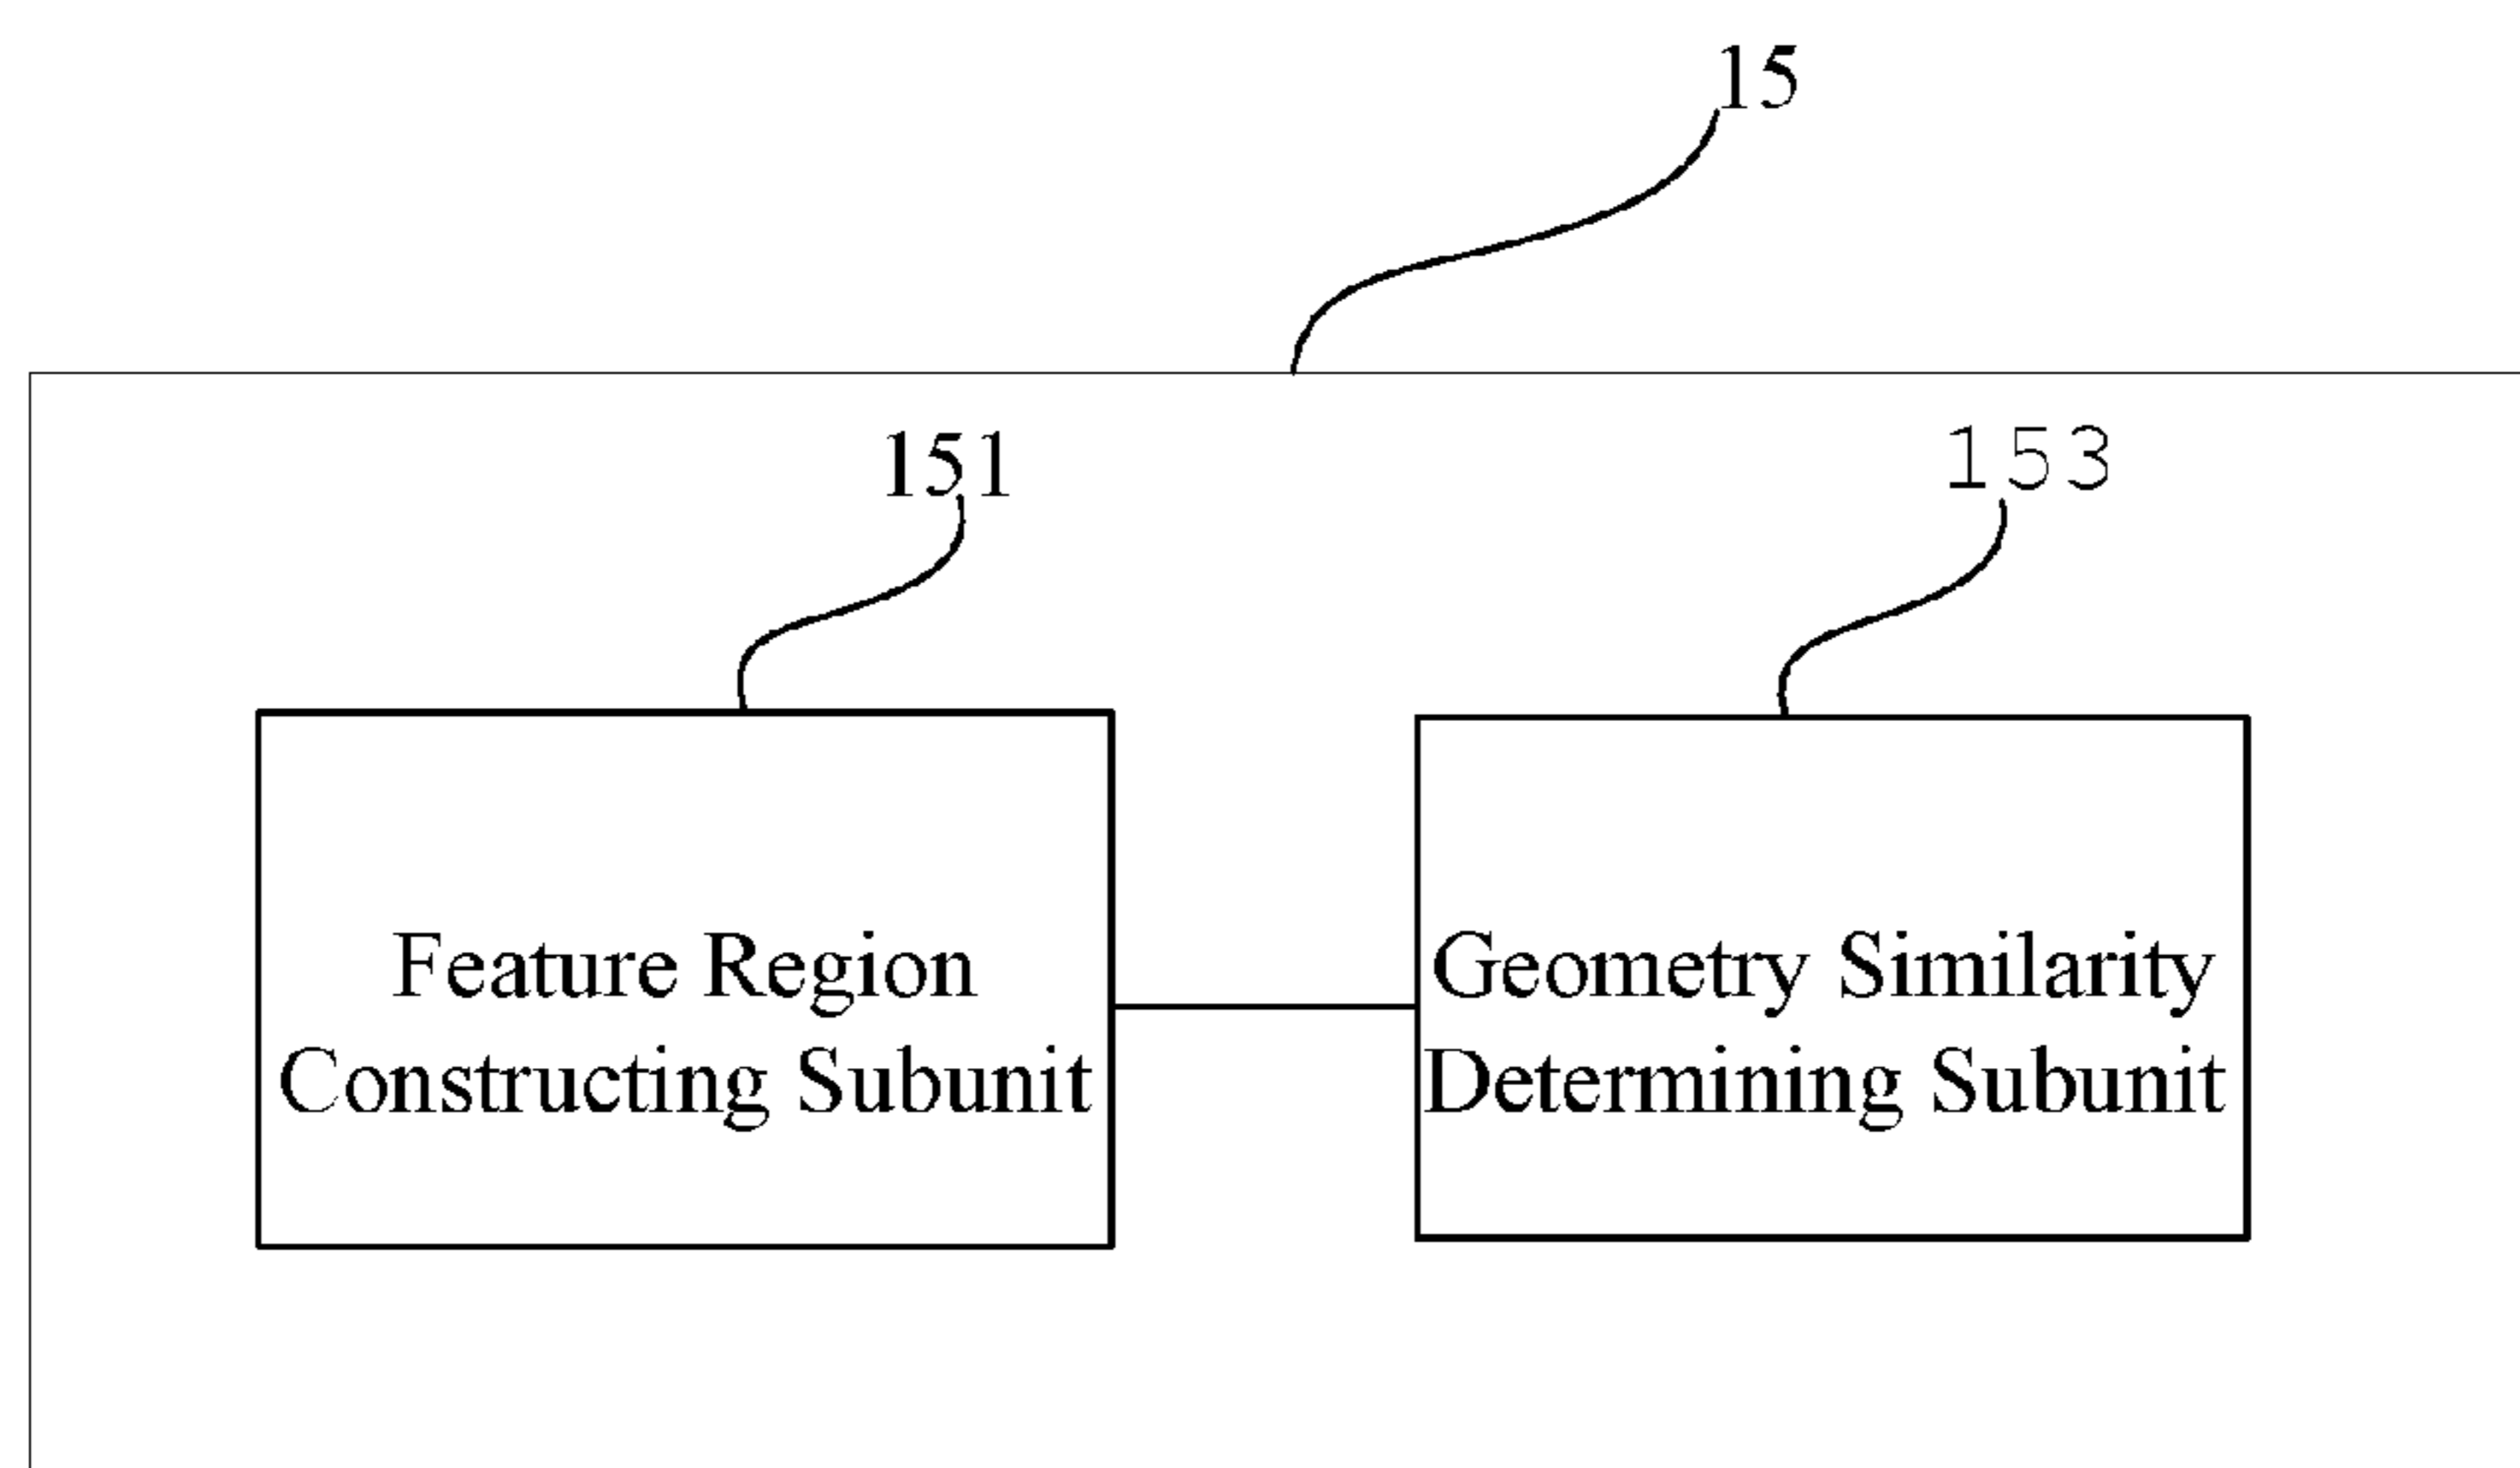 15
151
153
Feature Region
Constructing Subunit
Geometry Similarity
Determining Subunit